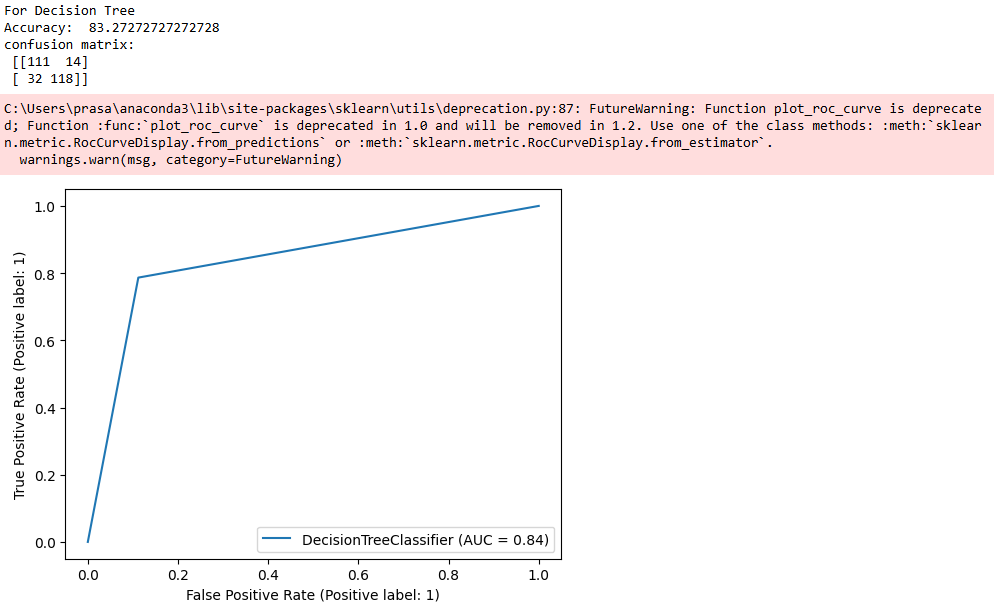 For Decision Tree
Accuracy:  83.27272727272728
confusion matrix:
 [[111  14]
 [ 32 118]]
C:\Users\prasa\anaconda3\lib\site-packages\sklearn\utils\deprecation.py:87: FutureWarning: Function plot_roc_curve is deprecate
d; Function :func:`plot_roc_curve` is deprecated in 1.0 and will be removed in 1.2. Use one of the class methods: :meth:`sklear
n.metric.RocCurveDisplay.from_predictions` or :meth:`sklearn.metric.RocCurveDisplay.from_estimator`.
  warnings.warn(msg, category=FutureWarning)
True Positive Rate (Positive label: 1)
1.0
0.8
0.6
0.4
0.2
0.0
DecisionTreeClassifier (AUC = 0.84)
0.0 0.2 0.4 0.6 0.8 1.0
False Positive Rate (Positive label: 1)